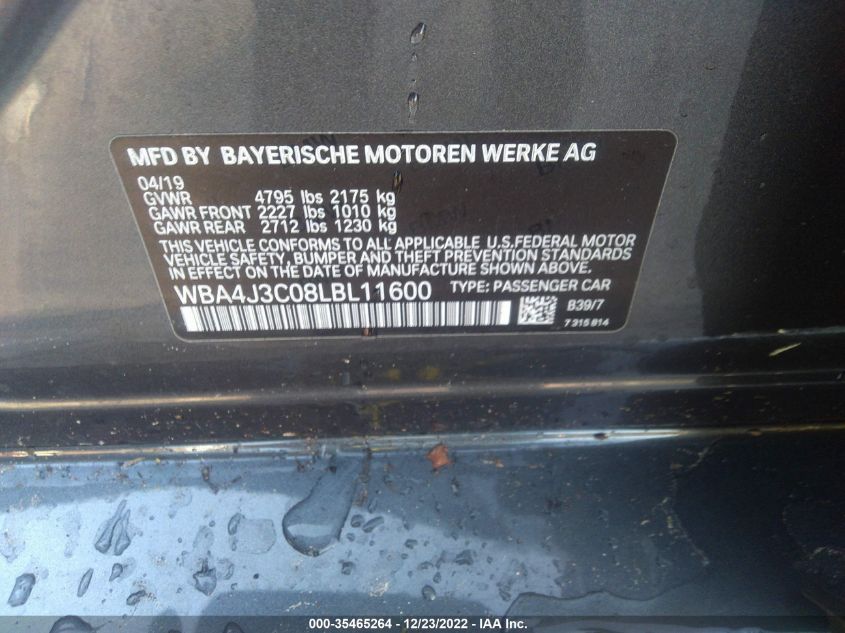 MFD BY BAYERISCHE MOTOREN WERKE AG
04/19
GVWR 4795 lbs 2175 kg
GAWR FRONT 2227 lbs 1010 kg
GAWR REAR 2712 lbs 1230 kg
THIS VEHICLE CONFORMS TO ALL APPLICABLE U.S.FEDERAL MOTOR
VEHICLE SAFETY, BUMPER AND THEFT PREVENTION STANDARDS
IN EFFECT ON THE DATE OF MANUFACTURE SHOWN ABOVE.
WBA4J3C08LBL11600 TYPE: PASSENGER CAR
B39/7
7 315 814
000-35465264 - 12/23/2022 - IAA Inc.